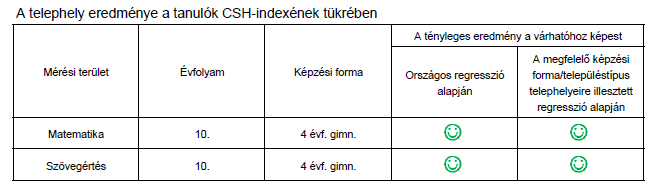 A telephely eredménye a tanulók CSH-indexének tükrében
A tényleges eredmény a várhatóhoz képest
Mérési terület
Évfolyam
Képzési forma
Országos regresszió
alapján
A megfelelő képzési
forma/településtípus
telephelyeire illesztett
regresszió alapján
Matematika 10. 4 évf. gimn.
Szövegértés 10. 4 évf. gimn.